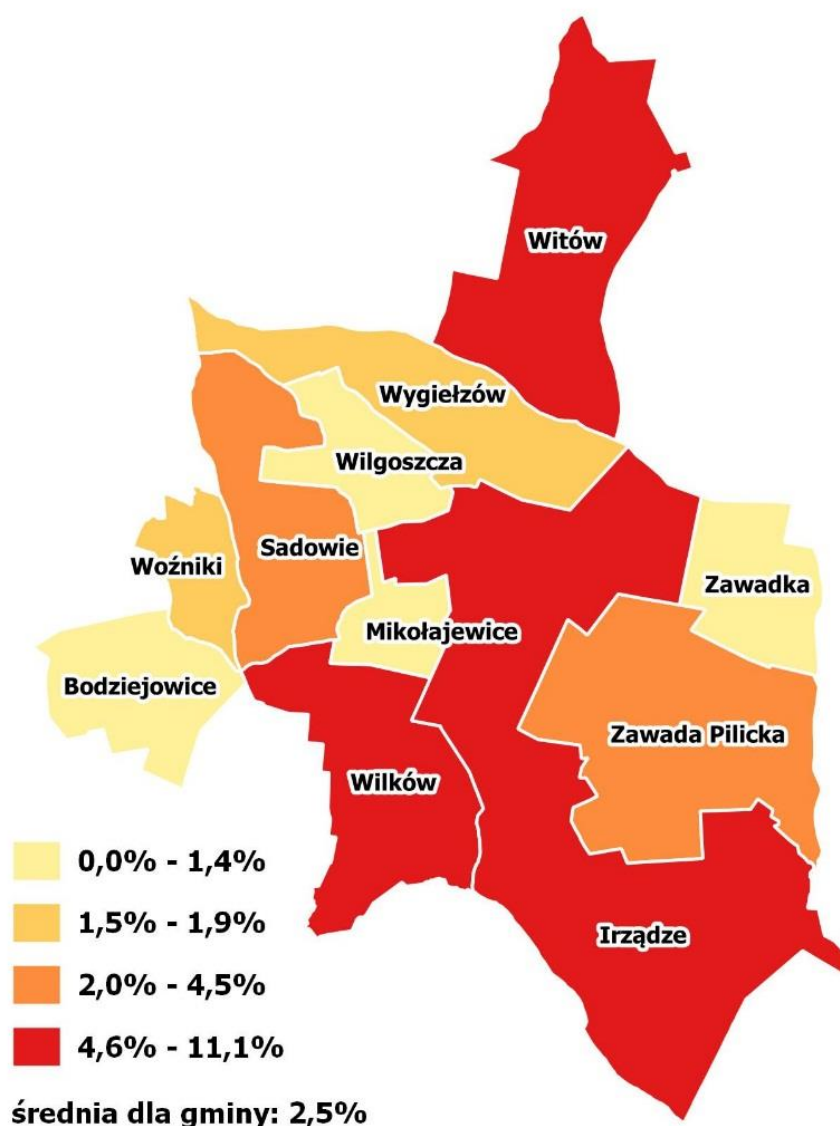 Witów
Wygiełzów
Wilgoszcza
Sadowie
Woźniki
Zawadka
Mikołajewice
Bodziejowice
Zawada Pilicka
Wilków
Irządze
0,0% - 1,4%
1,5% - 1,9%
2,0% - 4,5%
4,6% - 11,1%
średnia dla gminy: 2,5%